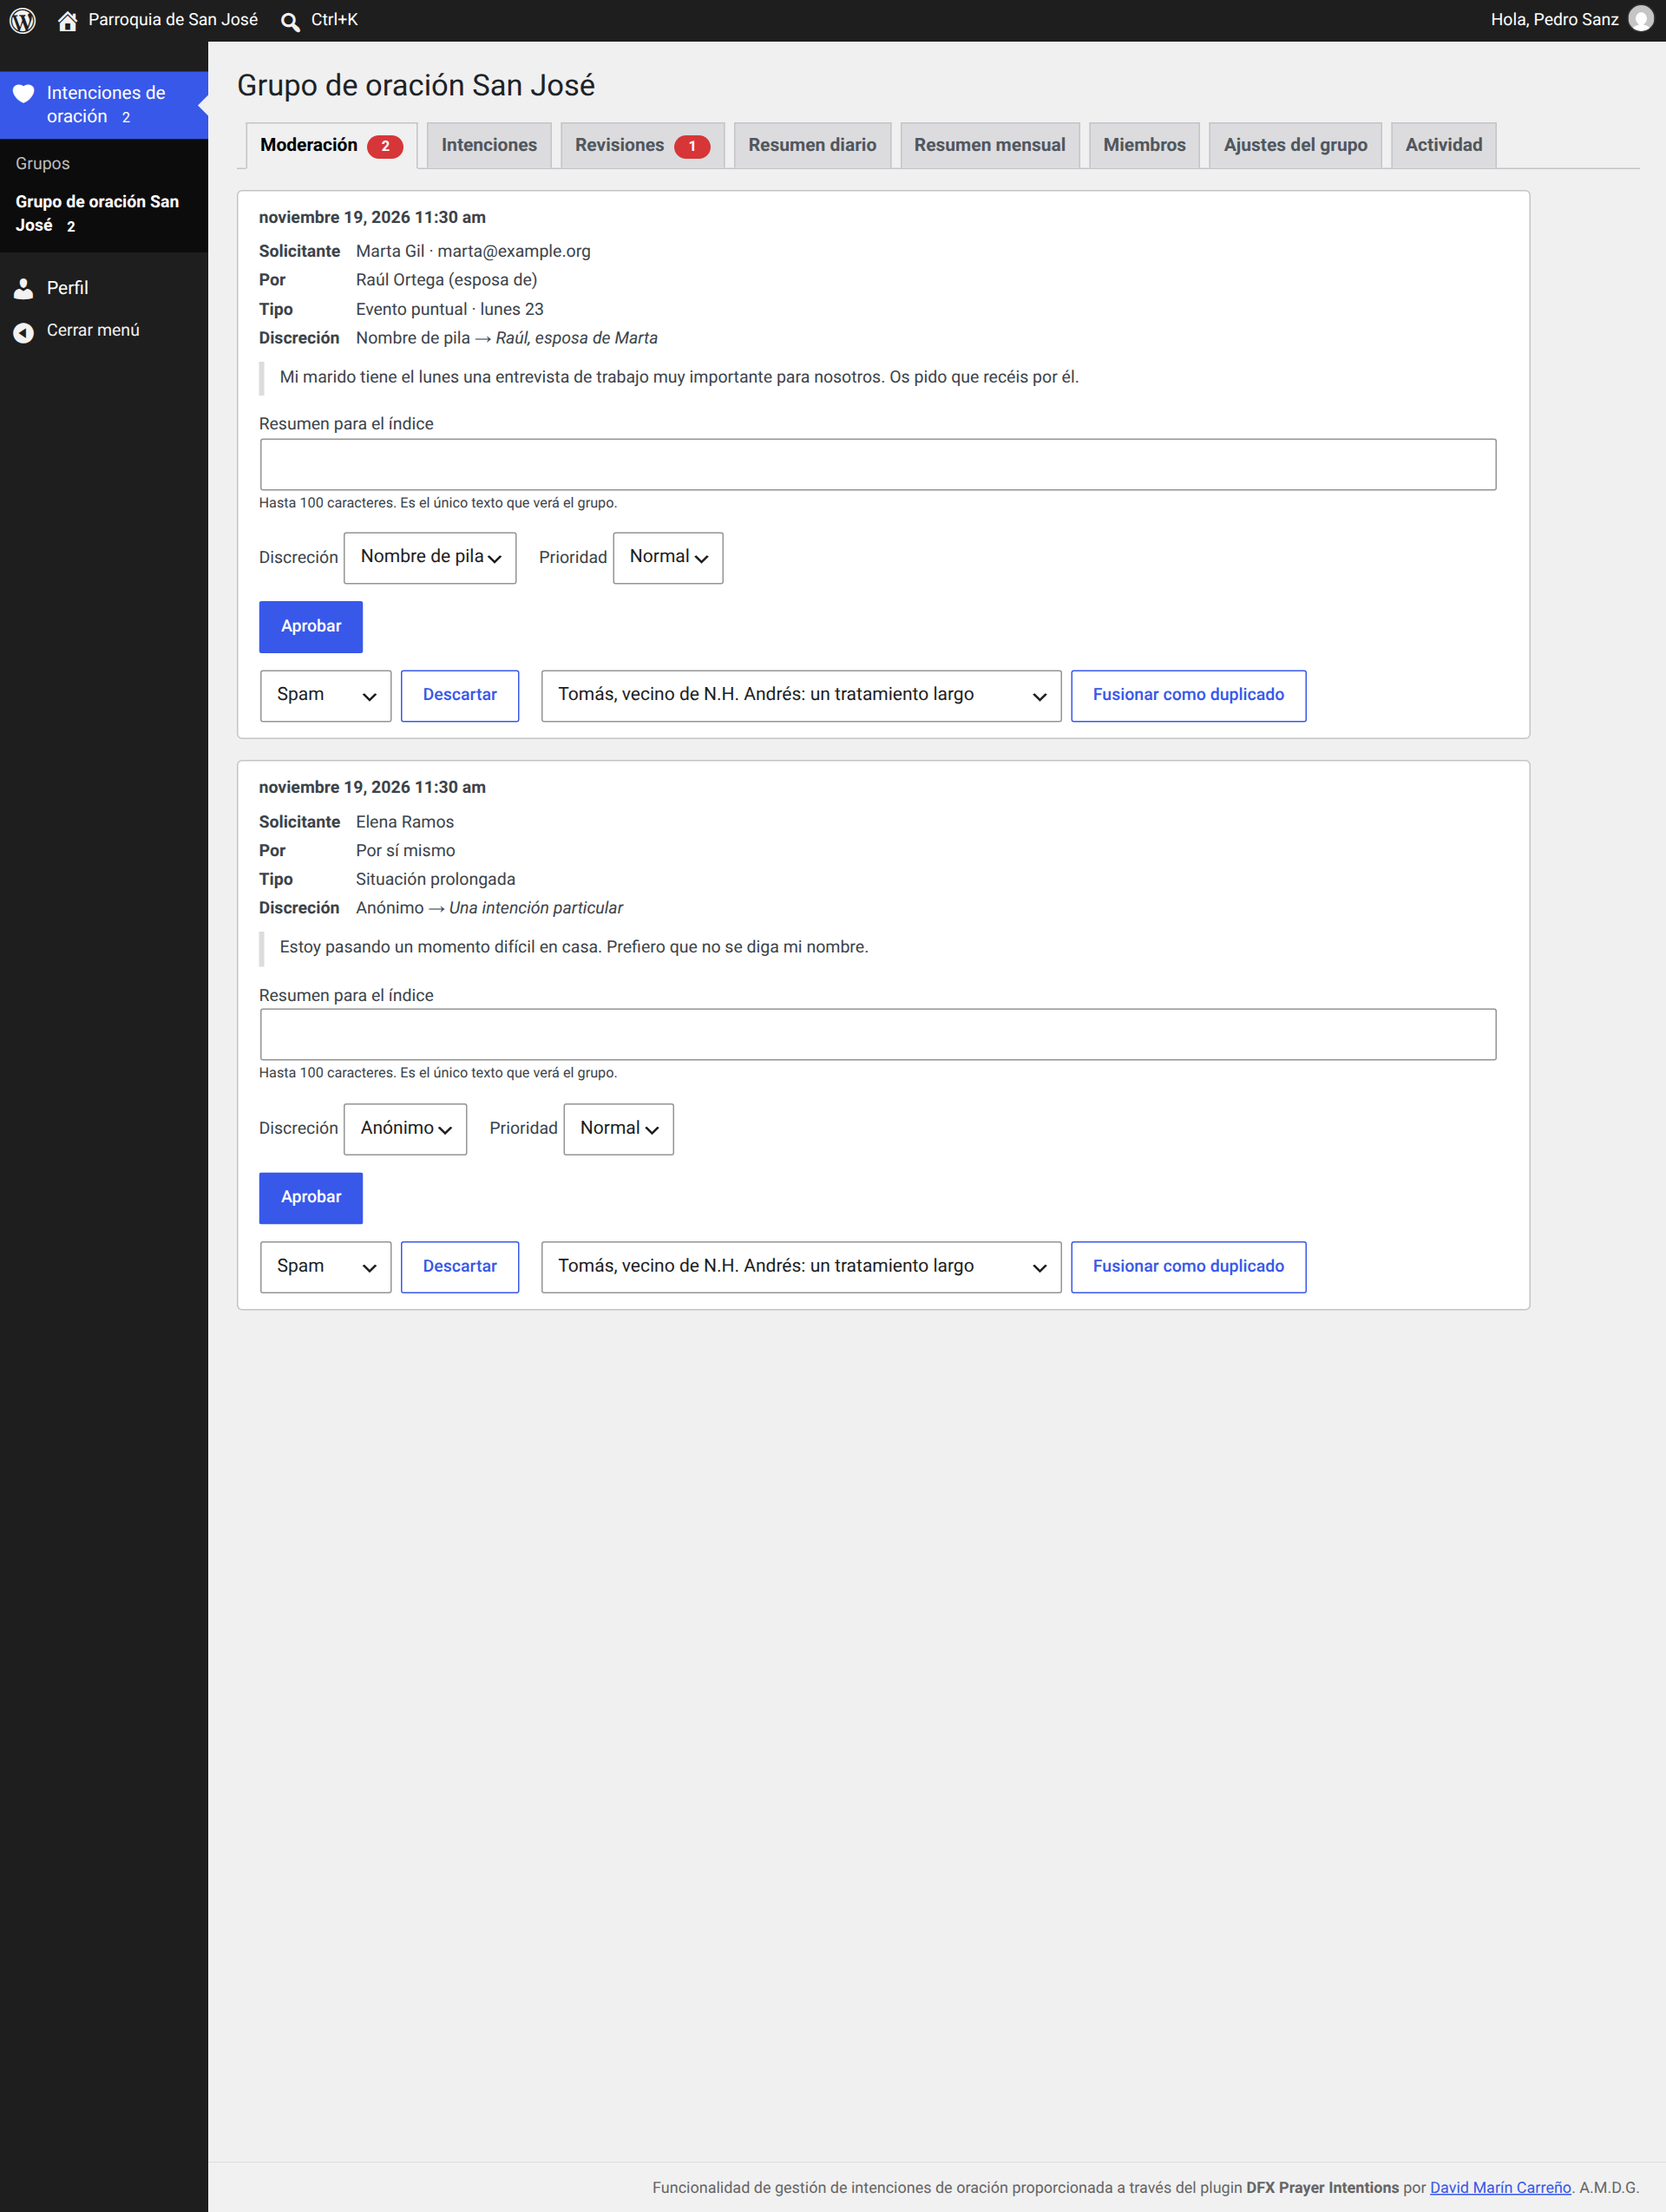 Parroquia de San José Ctrl+K Hola, Pedro Sanz
Intenciones de oración 2
Grupos
Grupo de oración San José 2
Perfil
Cerrar menú
Grupo de oración San José
Moderación 2 Intenciones Revisiones 1 Resumen diario Resumen mensual Miembros Ajustes del grupo Actividad
noviembre 19, 2026 11:30 am
Solicitante Marta Gil · marta@example.org
Por Raúl Ortega (esposa de)
Tipo Evento puntual · lunes 23
Discreción Nombre de pila → Raúl, esposa de Marta
Mi marido tiene el lunes una entrevista de trabajo muy importante para nosotros. Os pido que recéis por él.
Resumen para el índice
Hasta 100 caracteres. Es el único texto que verá el grupo.
Discreción Nombre de pila Prioridad Normal
Aprobar
Spam Descartar Tomás, vecino de N.H. Andrés: un tratamiento largo Fusionar como duplicado
noviembre 19, 2026 11:30 am
Solicitante Elena Ramos
Por Por sí mismo
Tipo Situación prolongada
Discreción Anónimo → Una intención particular
Estoy pasando un momento difícil en casa. Prefiero que no se diga mi nombre.
Resumen para el índice
Hasta 100 caracteres. Es el único texto que verá el grupo.
Discreción Anónimo Prioridad Normal
Aprobar
Spam Descartar Tomás, vecino de N.H. Andrés: un tratamiento largo Fusionar como duplicado
Funcionalidad de gestión de intenciones de oración proporcionada a través del plugin DFX Prayer Intentions por David Marín Carreño. A.M.D.G.